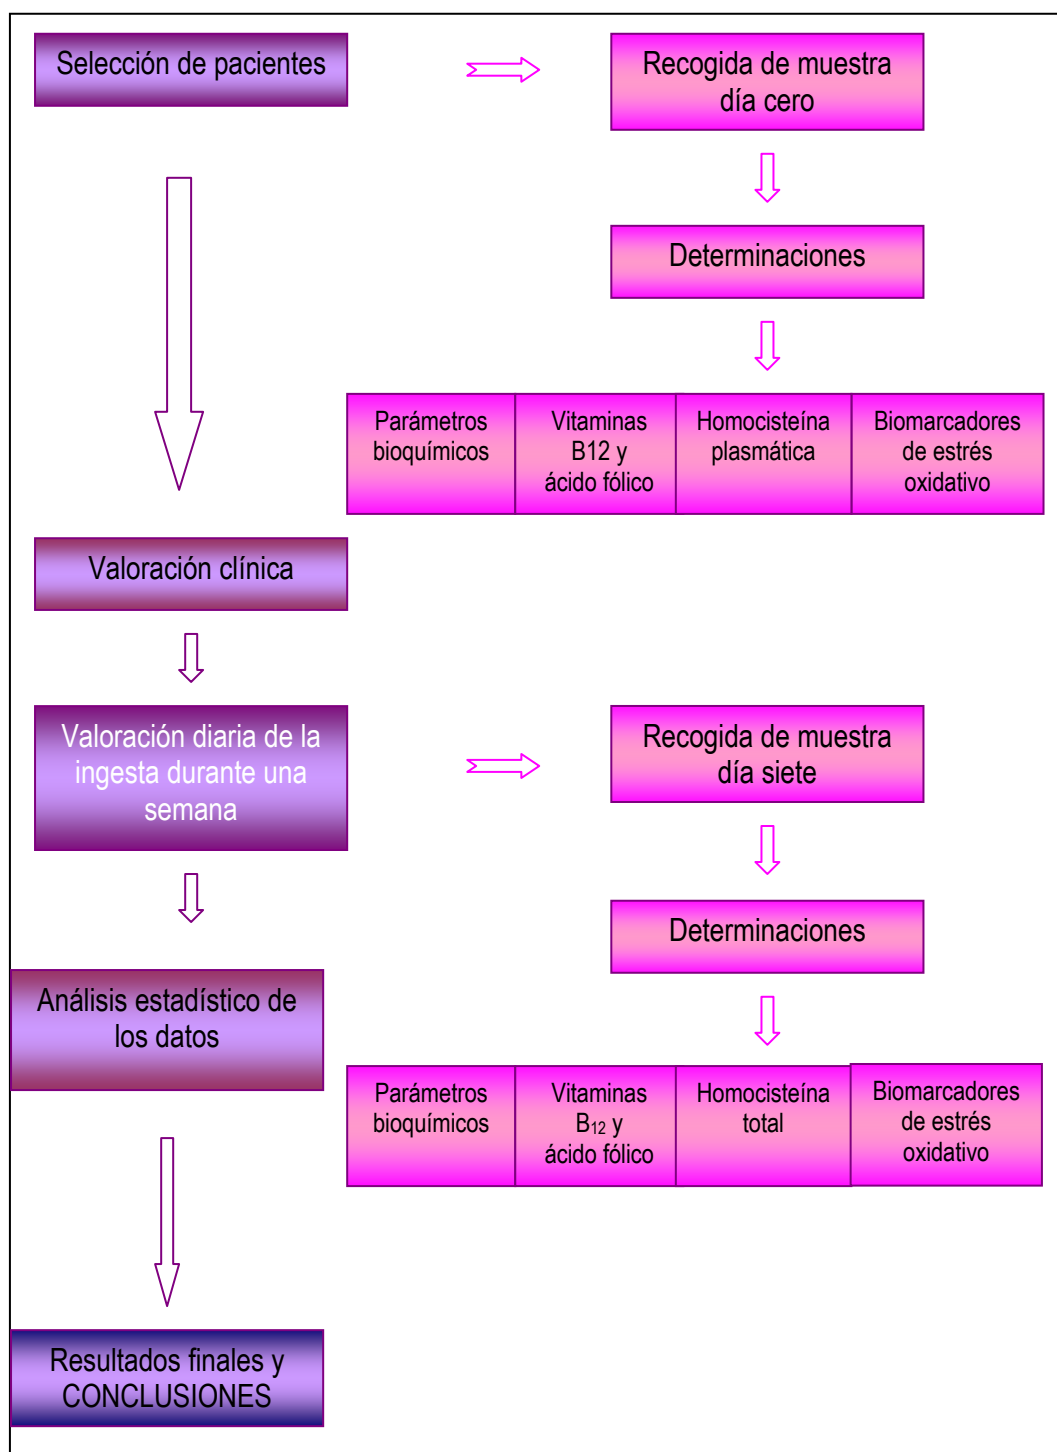 Selección de pacientes
Recogida de muestra
día cero
Determinaciones
Parámetros
bioquímicos
Vitaminas
B12 y
ácido fólico
Homocisteína
plasmática
Biomarcadores
de estrés
oxidativo
Valoración clínica
Valoración diaria de la
ingesta durante una
semana
Recogida de muestra
día siete
Determinaciones
Análisis estadístico de
los datos
Parámetros
bioquímicos
Vitaminas
B₁₂ y
ácido fólico
Homocisteína
total
Biomarcadores
de estrés
oxidativo
Resultados finales y
CONCLUSIONES